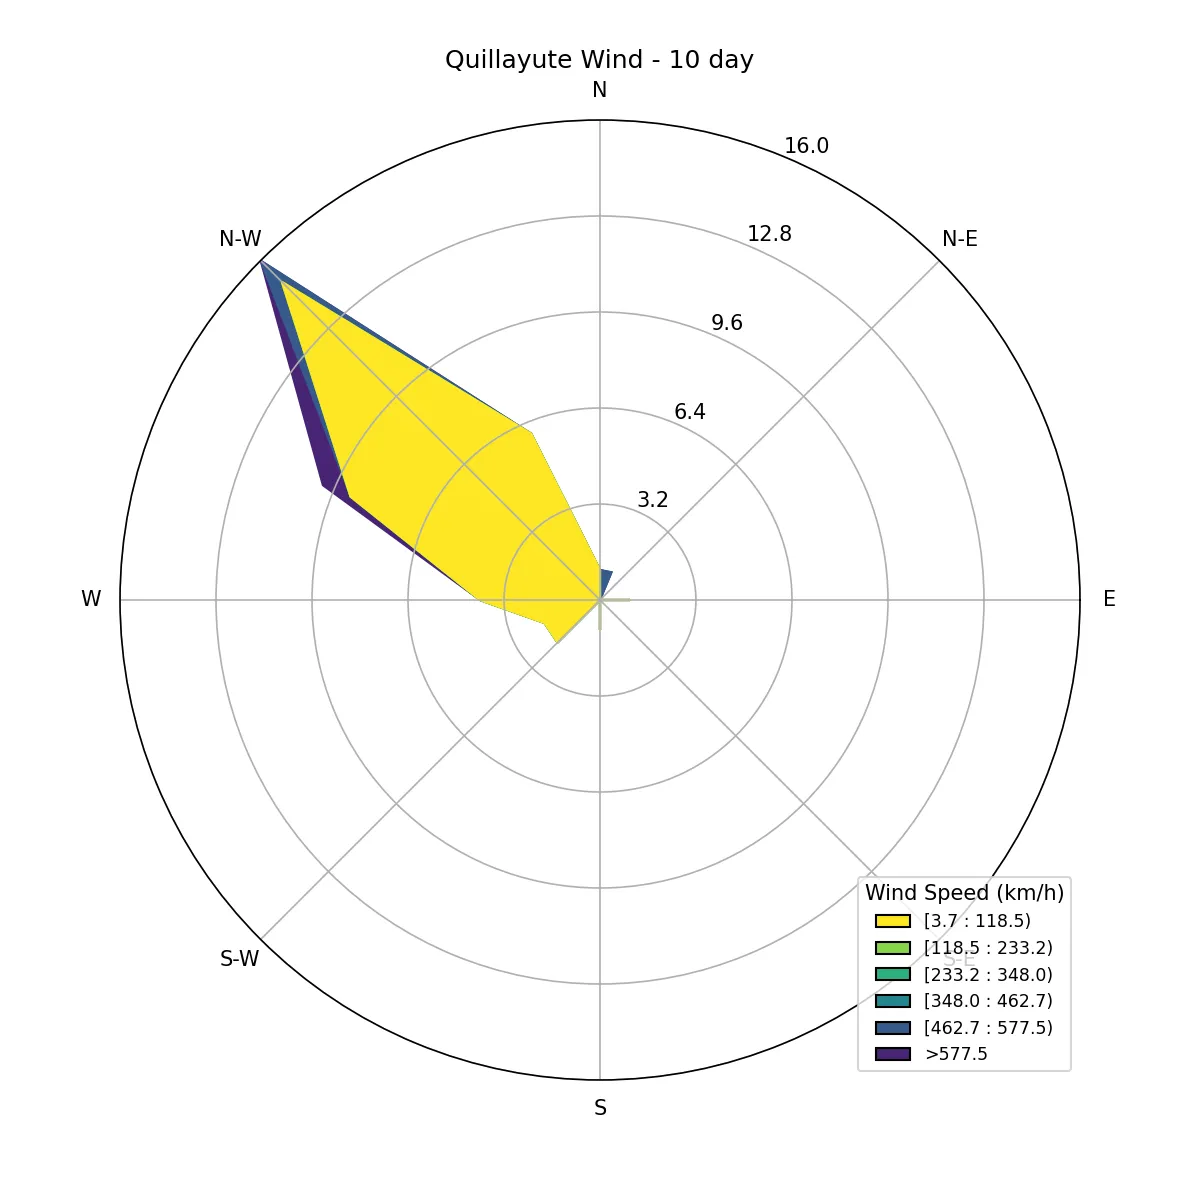 Quillayute Wind - 10 day
N
16.0
12.8
N-W
N-E
9.6
6.4
3.2
W
E
Wind Speed (km/h)
[3.7 : 118.5)
[118.5 : 233.2)
S-W
S-E
[233.2 : 348.0)
[348.0 : 462.7)
[462.7 : 577.5)
>577.5
S